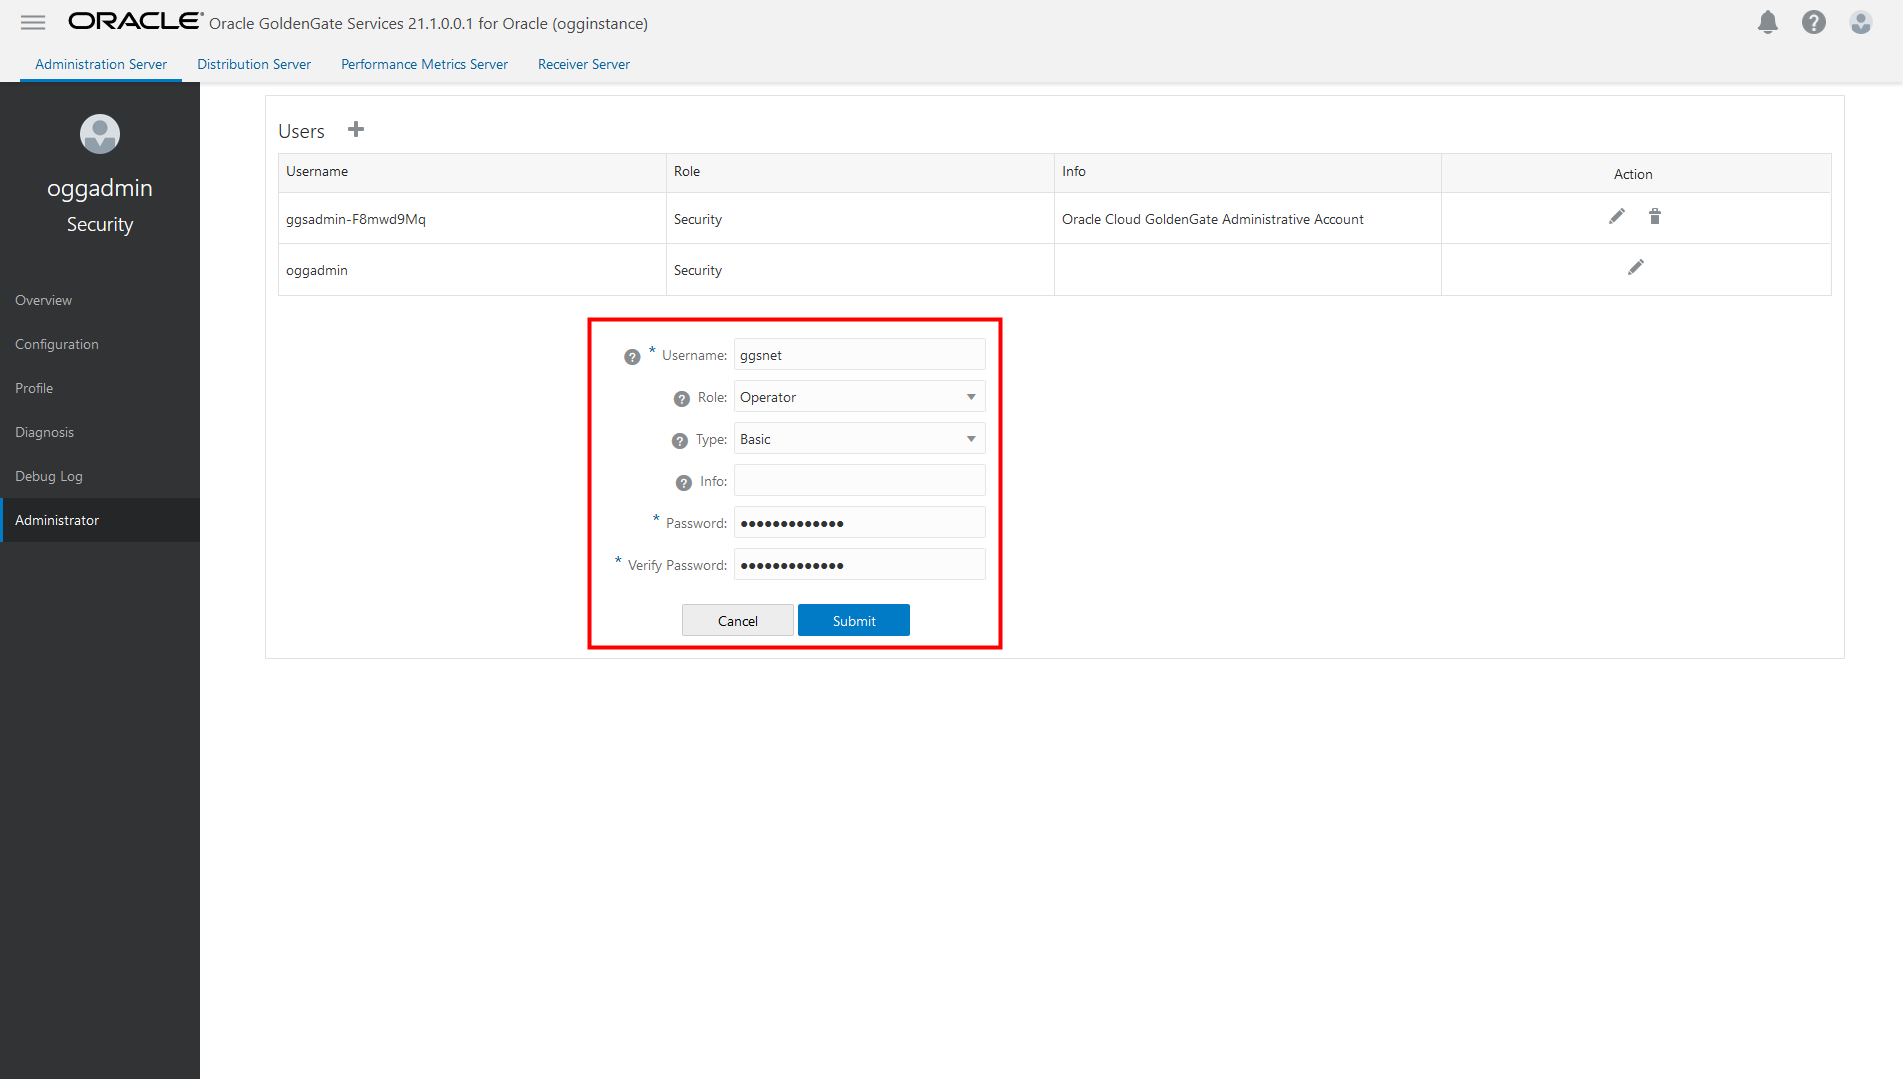 ORACLE Oracle GoldenGate Services 21.1.0.0.1 for Oracle (ogginstance)
Administration Server Distribution Server Performance Metrics Server Receiver Server
oggadmin
Security
Overview
Configuration
Profile
Diagnosis
Debug Log
Administrator
Users
Username Role Info Action
ggsadmin-F8mwd9Mq Security Oracle Cloud GoldenGate Administrative Account
oggadmin Security
* Username: ggsnet
Role: Operator
Type: Basic
Info:
* Password: •••••••••••••
* Verify Password: •••••••••••••
Cancel Submit